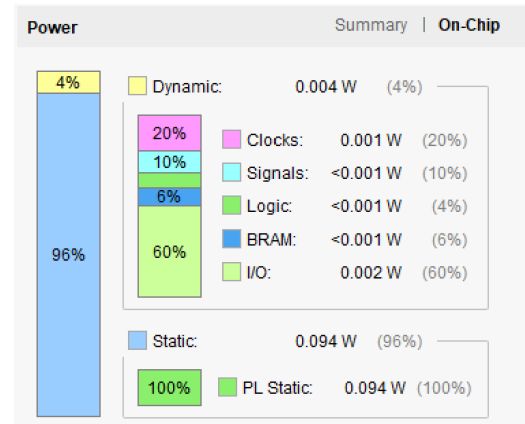 Power Summary | On-Chip
4% Dynamic: 0.004 W (4%)
20% Clocks: 0.001 W (20%)
10% Signals: <0.001 W (10%)
Logic: <0.001 W (4%)
6% BRAM: <0.001 W (6%)
96% 60% I/O: 0.002 W (60%)
Static: 0.094 W (96%)
100% PL Static: 0.094 W (100%)